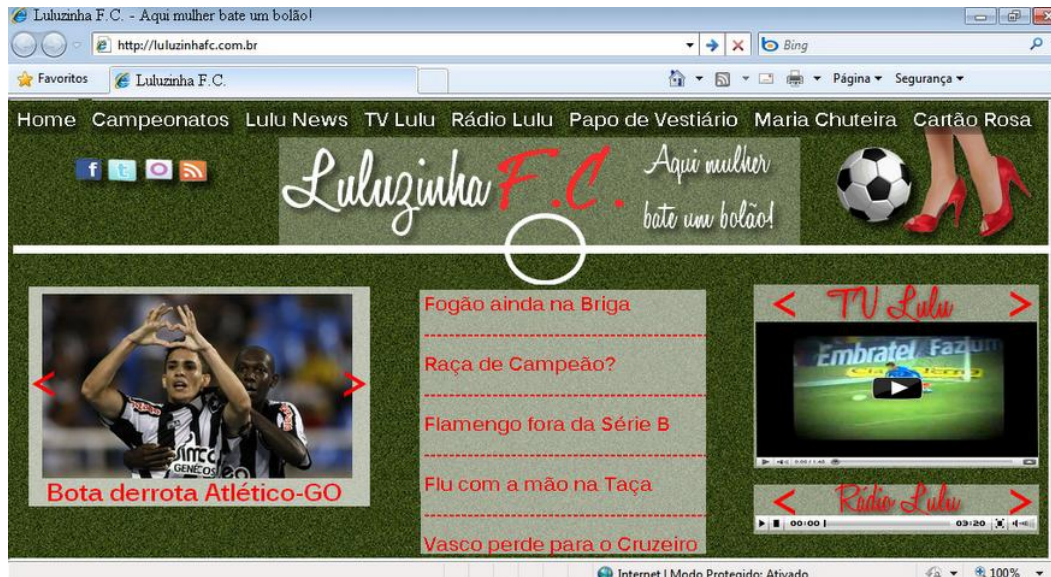 Luluzinha F.C. - Aqui mulher bate um bolão!
http://luluzinhafc.com.br
Bing
Favoritos
Luluzinha F.C.
Página
Segurança
Home Campeonatos Lulu News TV Lulu Rádio Lulu Papo de Vestiário Maria Chuteira Cartão Rosa
f t
Luluzinha F.C.
Aqui mulher
bate um bolão!
< >
Bota derrota Atlético-GO
Fogão ainda na Briga
Raça de Campeão?
Flamengo fora da Série B
Flu com a mão na Taça
Vasco perde para o Cruzeiro
< TV Lulu >
Embratel
< Rádio Lulu >
00:00
03:20
Internet | Modo Protegido: Ativado
100%